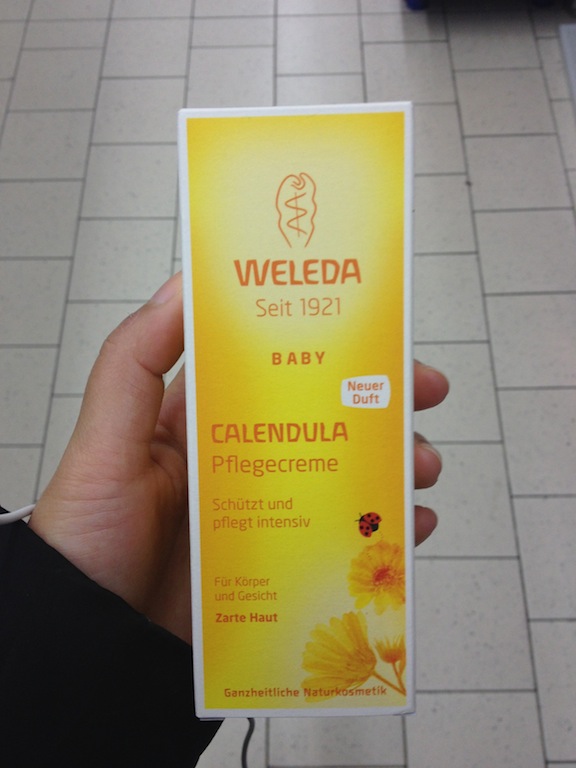 WELEDA
Seit 1921
BABY
Neuer
Duft
CALENDULA
Pflegecreme
Schützt und
pflegt intensiv
Für Körper
und Gesicht
Zarte Haut
Ganzheitliche Naturkosmetik